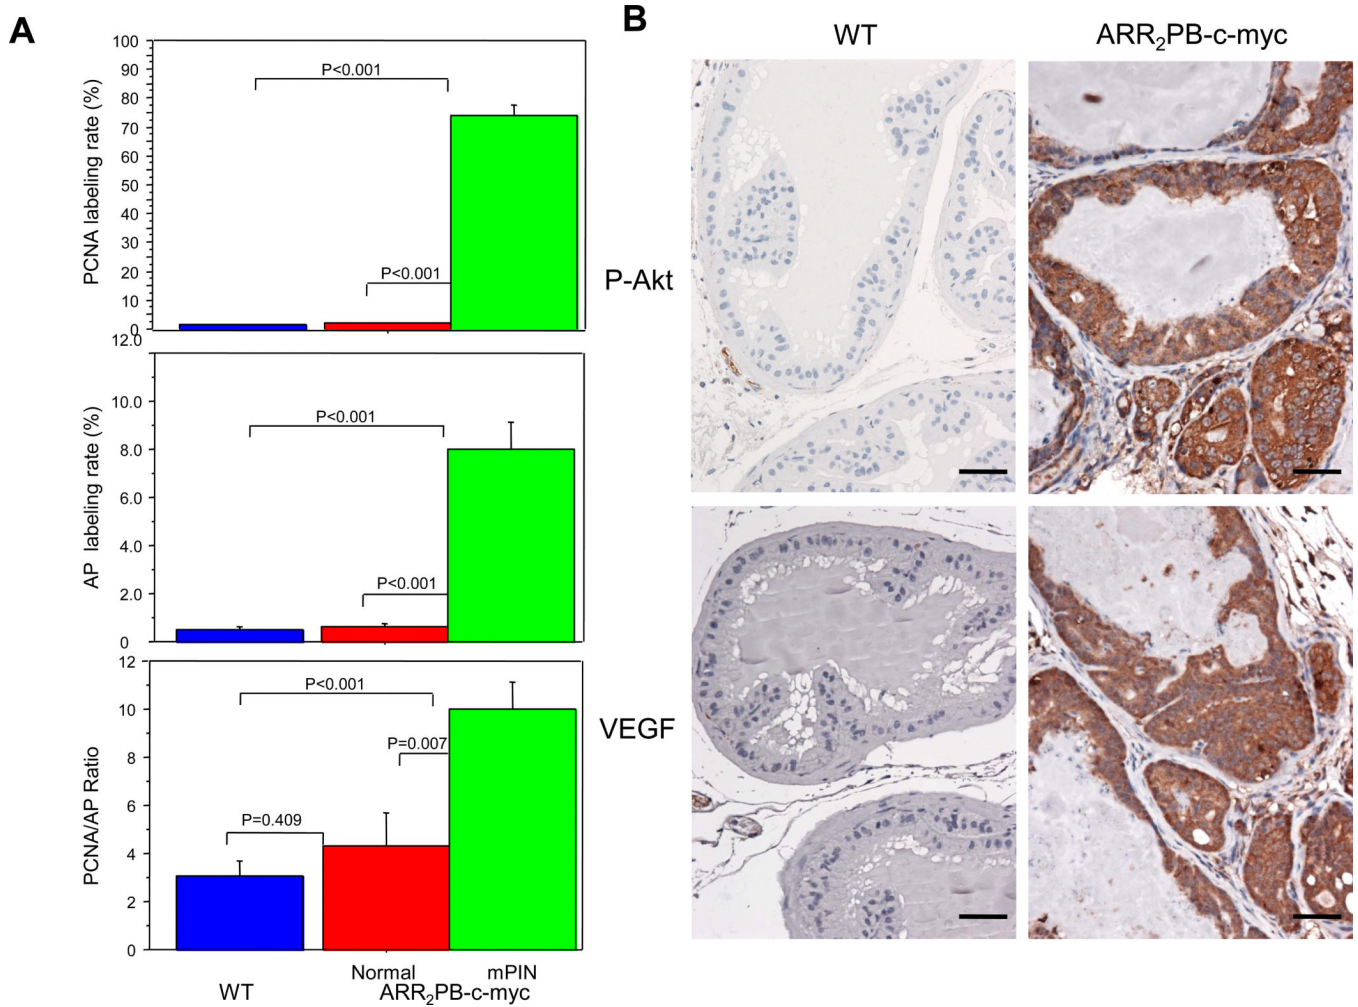 A
PCNA labeling rate (%)
100
90
80
70
60
50
40
30
20
10
0
P<0.001
P<0.001
AP labeling rate (%)
12.0
10.0
8.0
6.0
4.0
2.0
0
P<0.001
P<0.001
PCNA/AP Ratio
12
10
8
6
4
2
0
P<0.001
P=0.007
P=0.409
Normal mPIN
WT ARR₂PB-c-myc
B
WT ARR₂PB-c-myc
P-Akt
VEGF